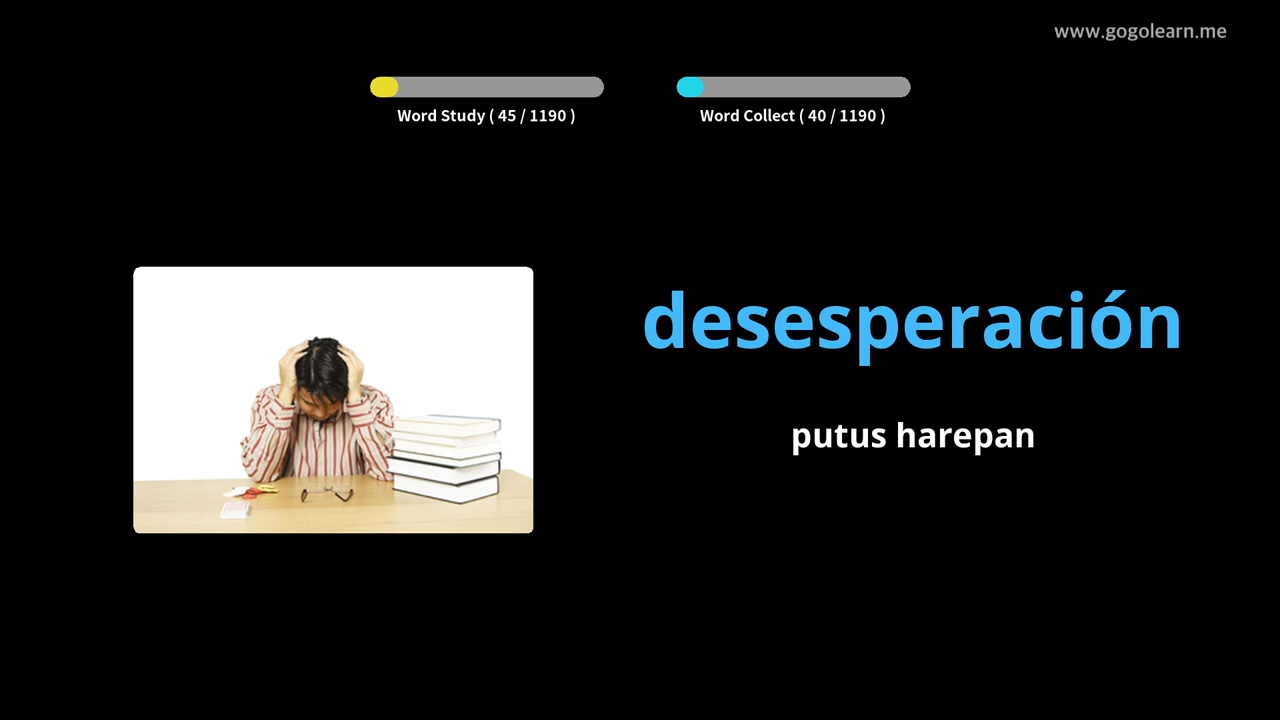 www.gogolearn.me
Word Study ( 45 / 1190 )
Word Collect ( 40 / 1190 )
desesperación
putus harepan